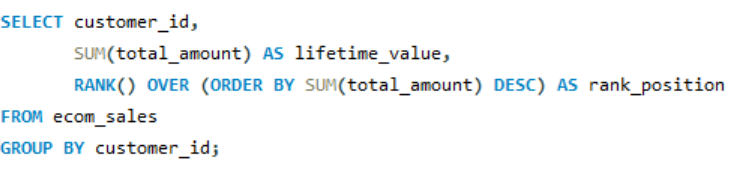 SELECT customer_id,
       SUM(total_amount) AS lifetime_value,
       RANK() OVER (ORDER BY SUM(total_amount) DESC) AS rank_position
FROM ecom_sales
GROUP BY customer_id;